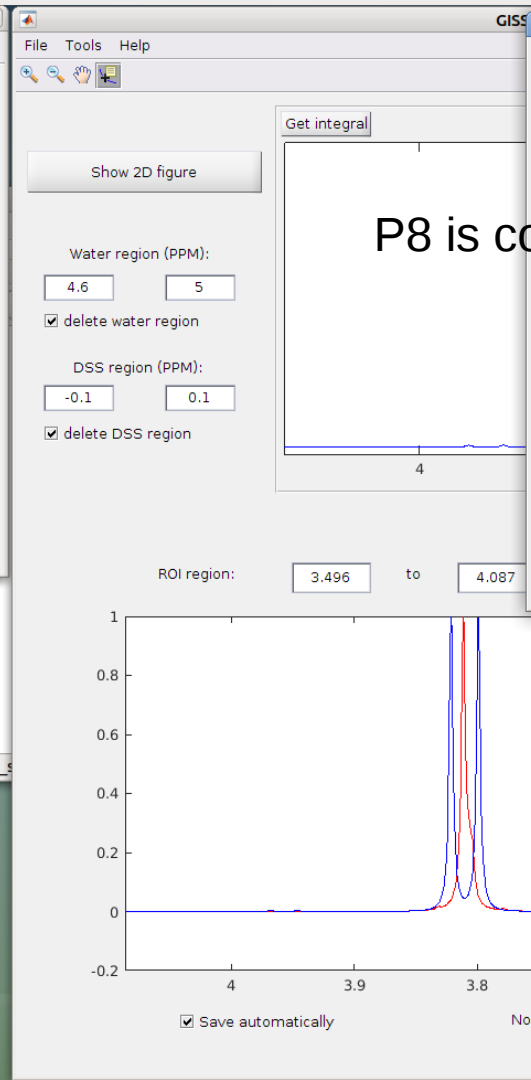 GISS
File Tools Help
Get integral
Show 2D figure
P8 is co
Water region (PPM):
4.6 5
delete water region
DSS region (PPM):
-0.1 0.1
delete DSS region
4
ROI region: 3.496 to 4.087
1
0.8
0.6
0.4
0.2
0
-0.2
4 3.9 3.8
Save automatically No